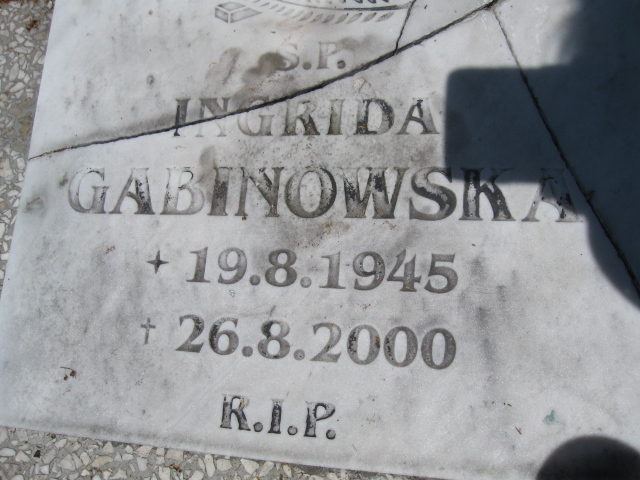 S.P.
INGRIDA
GABINOWSKA
✦ 19.8.1945
† 26.8.2000
R.I.P.